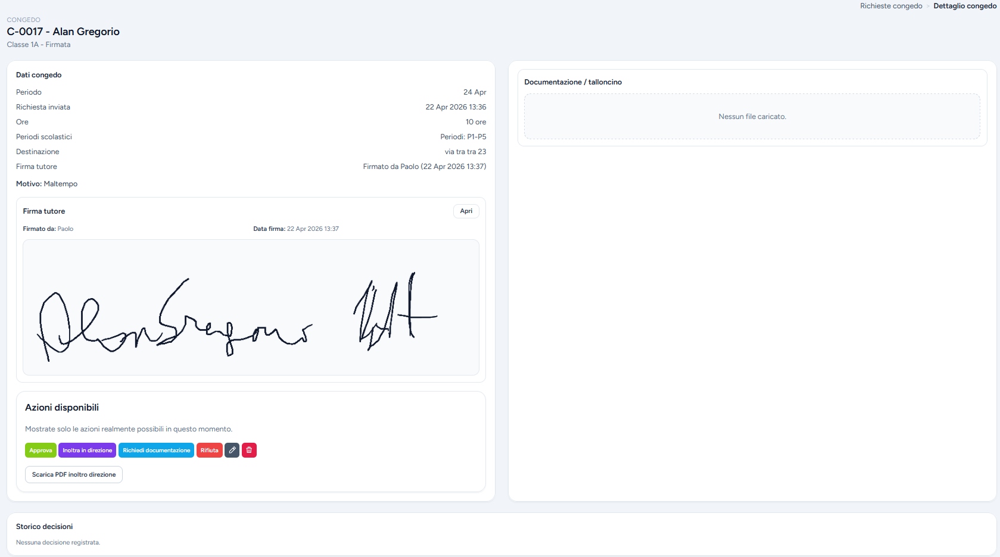 Richieste congedo > Dettaglio congedo
CONGEDO
C-0017 - Alan Gregorio
Classe 1A - Firmata
Dati congedo
Periodo 24 Apr
Richiesta inviata 22 Apr 2026 13:36
Ore 10 ore
Periodi scolastici Periodi: P1-P5
Destinazione via tra tra 23
Firma tutore Firmato da Paolo (22 Apr 2026 13:37)
Motivo: Maltempo
Firma tutore Apri
Firmato da: Paolo Data firma: 22 Apr 2026 13:37
Alan Gregorio
Azioni disponibili
Mostrate solo le azioni realmente possibili in questo momento.
Approva Inoltra in direzione Richiedi documentazione Rifiuta
Scarica PDF inoltro direzione
Documentazione / talloncino
Nessun file caricato.
Storico decisioni
Nessuna decisione registrata.